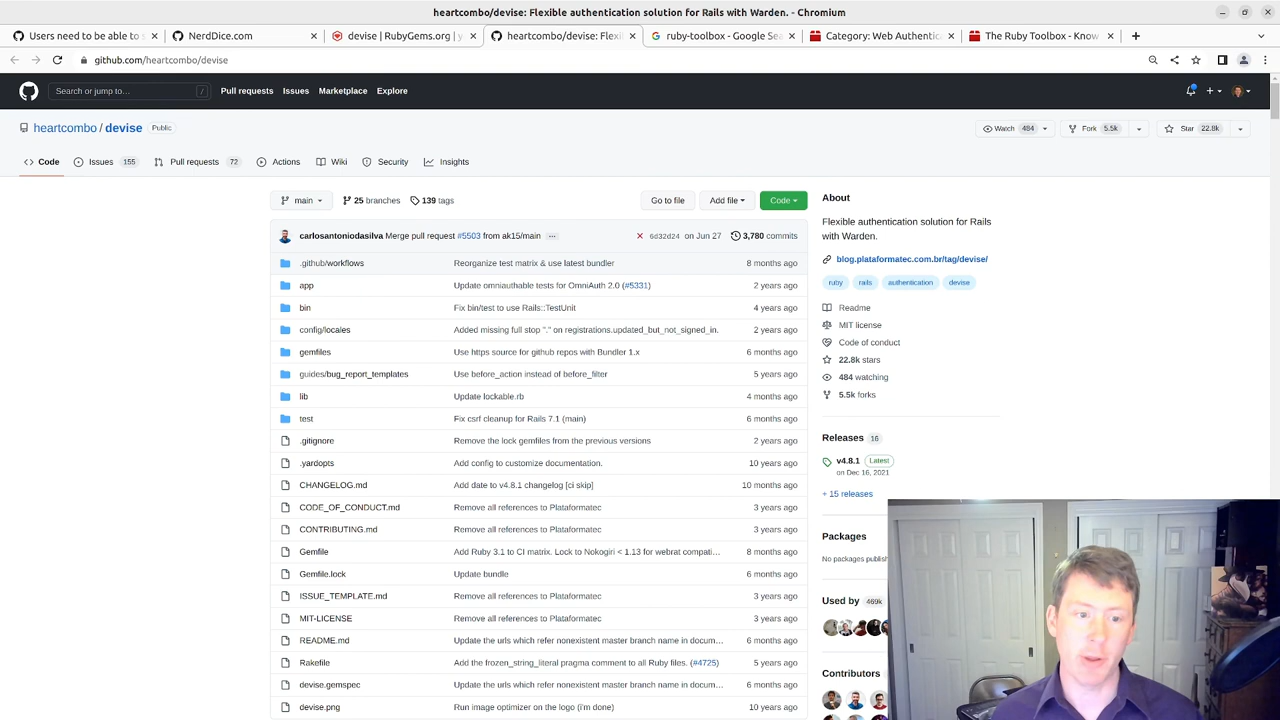 heartcombo/devise: Flexible authentication solution for Rails with Warden. - Chromium
Users need to be able to s
NerdDice.com
devise | RubyGems.org | y
heartcombo/devise: Flexi
ruby-toolbox - Google Sea
Category: Web Authentica
The Ruby Toolbox - Know
github.com/heartcombo/devise
Search or jump to…
/
Pull requests
Issues
Marketplace
Explore
heartcombo / devise
Public
Watch 484
Fork 5.5k
Star 22.8k
Code
Issues 155
Pull requests 72
Actions
Wiki
Security
Insights
main
25 branches
139 tags
Go to file
Add file
Code
carlosantoniodasilva Merge pull request #5503 from ak15/main ...
6d32d24 on Jun 27
3,780 commits
.github/workflows Reorganize test matrix & use latest bundler 8 months ago
app Update omniauthable tests for OmniAuth 2.0 (#5331) 2 years ago
bin Fix bin/test to use Rails::TestUnit 4 years ago
config/locales Added missing full stop "." on registrations.updated_but_not_signed_in. 2 years ago
gemfiles Use https source for github repos with Bundler 1.x 6 months ago
guides/bug_report_templates Use before_action instead of before_filter 5 years ago
lib Update lockable.rb 4 months ago
test Fix csrf cleanup for Rails 7.1 (main) 6 months ago
.gitignore Remove the lock gemfiles from the previous versions 2 years ago
.yardopts Add config to customize documentation. 10 years ago
CHANGELOG.md Add date to v4.8.1 changelog [ci skip] 10 months ago
CODE_OF_CONDUCT.md Remove all references to Plataformatec 3 years ago
CONTRIBUTING.md Remove all references to Plataformatec 3 years ago
Gemfile Add Ruby 3.1 to CI matrix. Lock to Nokogiri < 1.13 for webrat compati… 8 months ago
Gemfile.lock Update bundle 6 months ago
ISSUE_TEMPLATE.md Remove all references to Plataformatec 3 years ago
MIT-LICENSE Remove all references to Plataformatec 3 years ago
README.md Update the urls which refer nonexistent master branch name in docum… 6 months ago
Rakefile Add the frozen_string_literal pragma comment to all Ruby files. (#4725) 5 years ago
devise.gemspec Update the urls which refer nonexistent master branch name in docum… 6 months ago
devise.png Run image optimizer on the logo (i'm done) 10 years ago
About
Flexible authentication solution for Rails
with Warden.
blog.plataformatec.com.br/tag/devise/
ruby rails authentication devise
Readme
MIT license
Code of conduct
22.8k stars
484 watching
5.5k forks
Releases 16
v4.8.1 Latest
on Dec 16, 2021
+ 15 releases
Packages
No packages publish
Used by 469k
Contributors